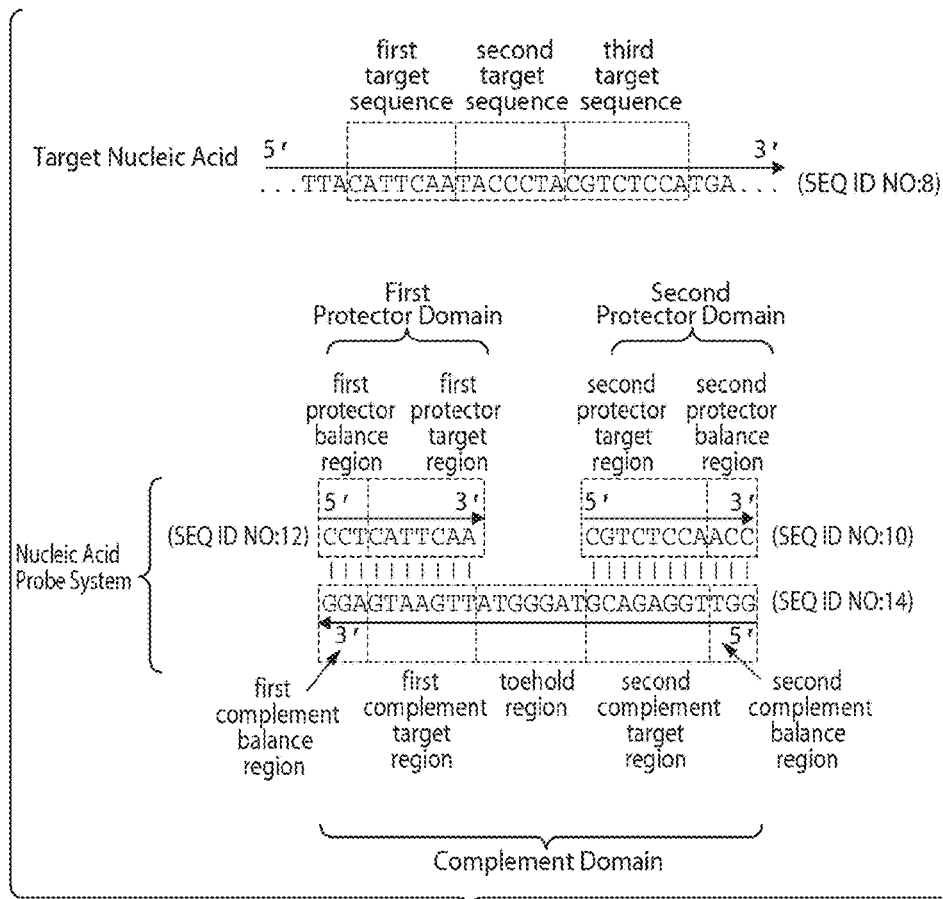 first target sequence
second target sequence
third target sequence
Target Nucleic Acid
5′ 3′
...TTACATTCAATACCCTACGTCTCCATGA... (SEQ ID NO:8)
First Protector Domain
Second Protector Domain
first protector balance region
first protector target region
second protector target region
second protector balance region
Nucleic Acid Probe System
5′ 3′ 5′ 3′
(SEQ ID NO:12) CCTCATTCAA CGTCTCCAACC (SEQ ID NO:10)
GGAGTAAGTTATGGGATGCAGAGGTTGG (SEQ ID NO:14)
3′ 5′
first complement balance region
first complement target region
toehold region
second complement target region
second complement balance region
Complement Domain